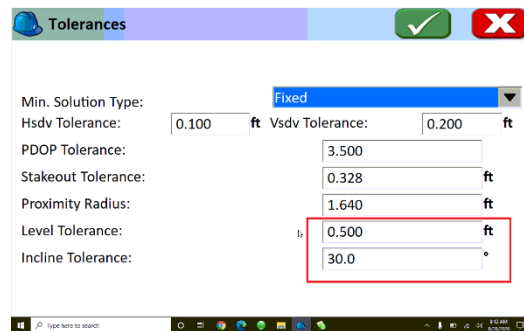 Tolerances
Min. Solution Type: Fixed
Hsdv Tolerance: 0.100 ft Vsdv Tolerance: 0.200 ft
PDOP Tolerance: 3.500
Stakeout Tolerance: 0.328 ft
Proximity Radius: 1.640 ft
Level Tolerance: 0.500 ft
Incline Tolerance: 30.0 °
Type here to search